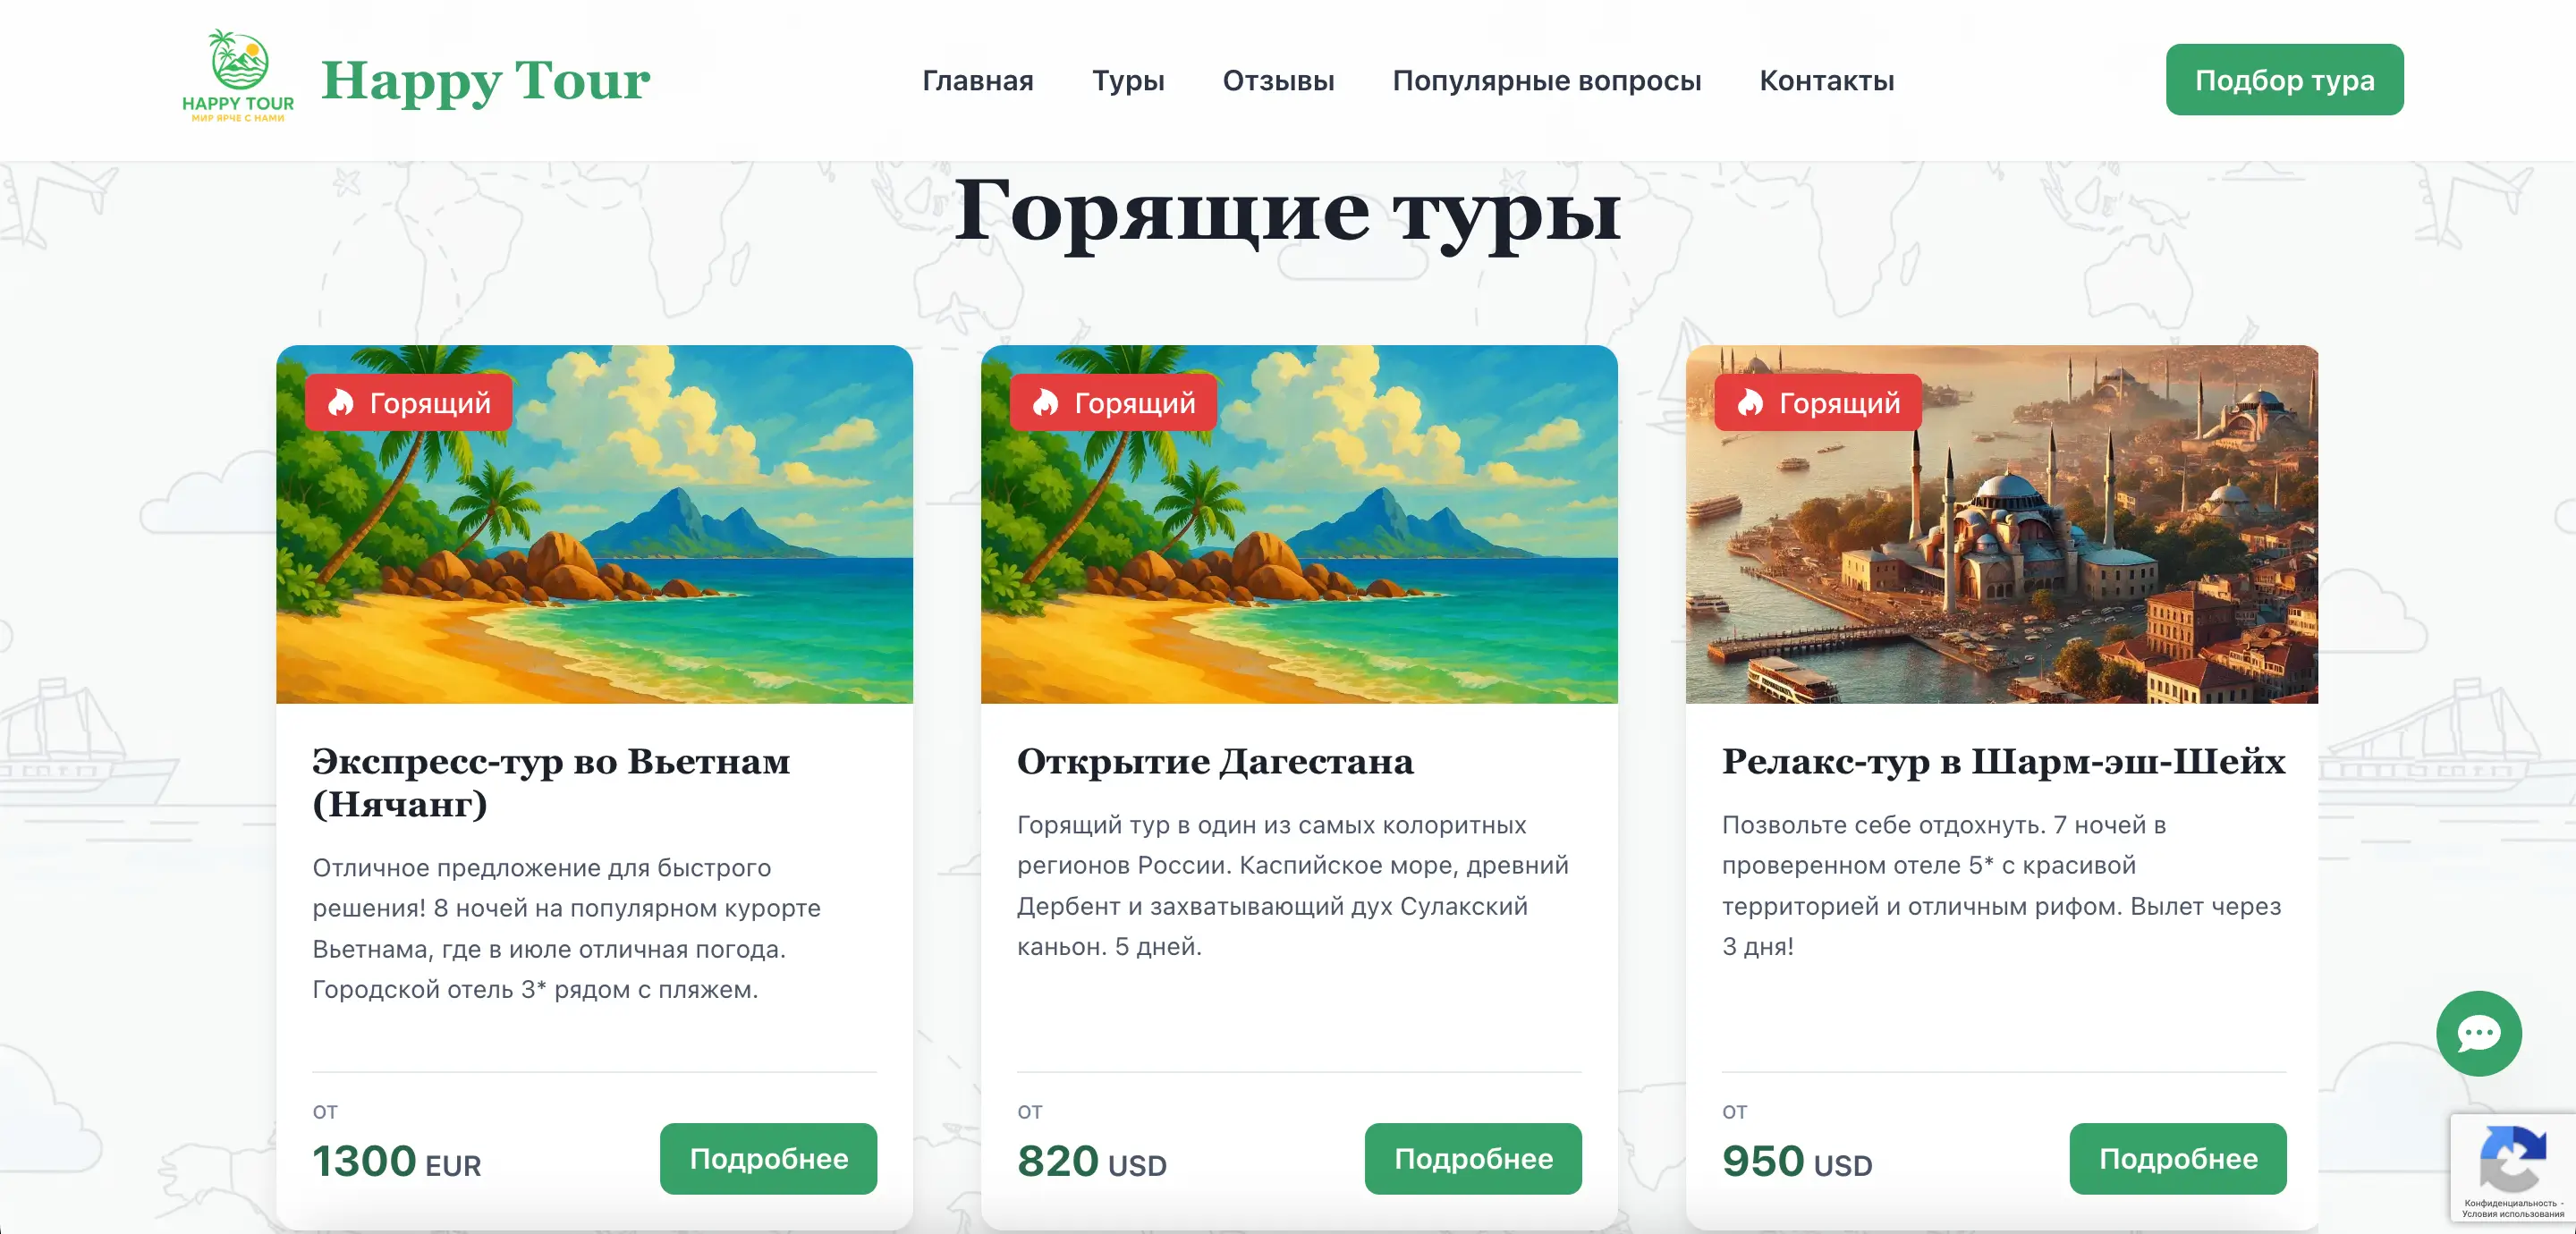 HAPPY TOUR
МИР ЯРЧЕ С НАМИ
Happy Tour
Главная
Туры
Отзывы
Популярные вопросы
Контакты
Подбор тура
Горящие туры
Горящий
Экспресс-тур во Вьетнам
(Нячанг)
Отличное предложение для быстрого
решения! 8 ночей на популярном курорте
Вьетнама, где в июле отличная погода.
Городской отель 3* рядом с пляжем.
от
1300 EUR
Подробнее
Горящий
Открытие Дагестана
Горящий тур в один из самых колоритных
регионов России. Каспийское море, древний
Дербент и захватывающий дух Сулакский
каньон. 5 дней.
от
820 USD
Подробнее
Горящий
Релакс-тур в Шарм-эш-Шейх
Позвольте себе отдохнуть. 7 ночей в
проверенном отеле 5* с красивой
территорией и отличным рифом. Вылет через
3 дня!
от
950 USD
Подробнее
Конфиденциальность -
Условия использования